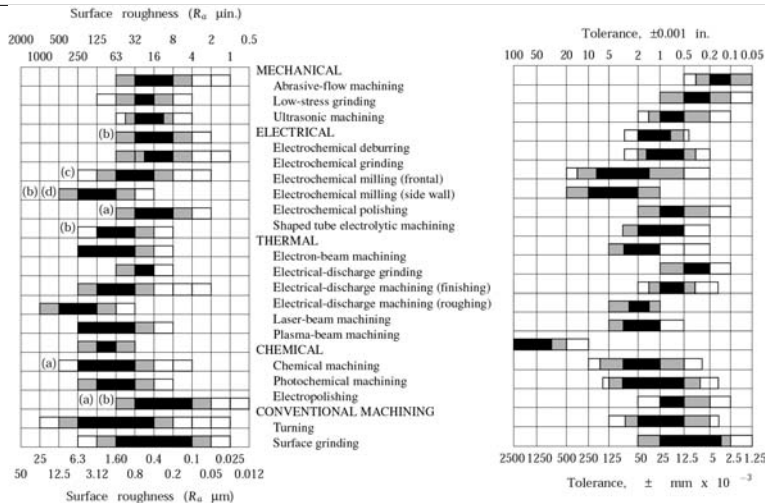 Surface roughness (Ra μin.)
2000 500 125 32 8 2 0.5
1000 250 63 16 4 1
Tolerance, ±0.001 in.
100 50 20 10 5 2 1 0.5 0.2 0.1 0.05
MECHANICAL
Abrasive-flow machining
Low-stress grinding
Ultrasonic machining
ELECTRICAL
(b)
Electrochemical deburring
Electrochemical grinding
(c)
Electrochemical milling (frontal)
(b) (d)
Electrochemical milling (side wall)
(a)
Electrochemical polishing
(b)
Shaped tube electrolytic machining
THERMAL
Electron-beam machining
Electrical-discharge grinding
Electrical-discharge machining (finishing)
Electrical-discharge machining (roughing)
Laser-beam machining
Plasma-beam machining
CHEMICAL
(a)
Chemical machining
Photochemical machining
(a) (b)
Electropolishing
CONVENTIONAL MACHINING
Turning
Surface grinding
25 6.3 1.60 0.4 0.1 0.025
50 12.5 3.12 0.8 0.2 0.05 0.012
Surface roughness (Ra μm)
2500 1250 500 250 125 50 25 12.5 5 2.5 1.25
Tolerance, ± mm x 10 −3